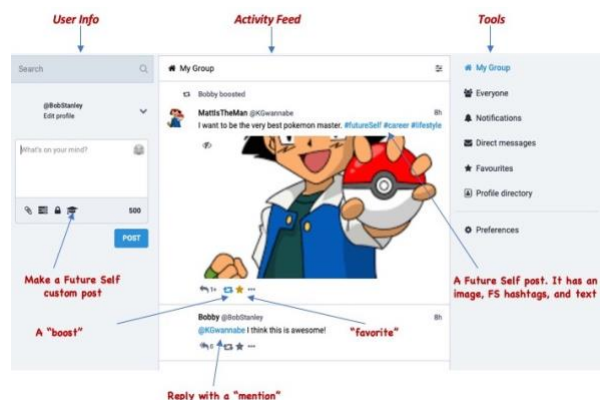 User Info
Activity Feed
Tools
Search
My Group
My Group
Bobby boosted
Everyone
@BobStanley
Edit profile
MattIsTheMan @KGwannabe 8h
I want to be the very best pokemon master. #futureSelf #career #lifestyle
Notifications
What's on your mind?
Direct messages
Favourites
Profile directory
500
POST
Preferences
Make a Future Self
custom post
1+
A Future Self post. It has an
image, FS hashtags, and text
A "boost"
Bobby @BobStanley 8h
"favorite"
@KGwannabe I think this is awesome!
0
Reply with a "mention"